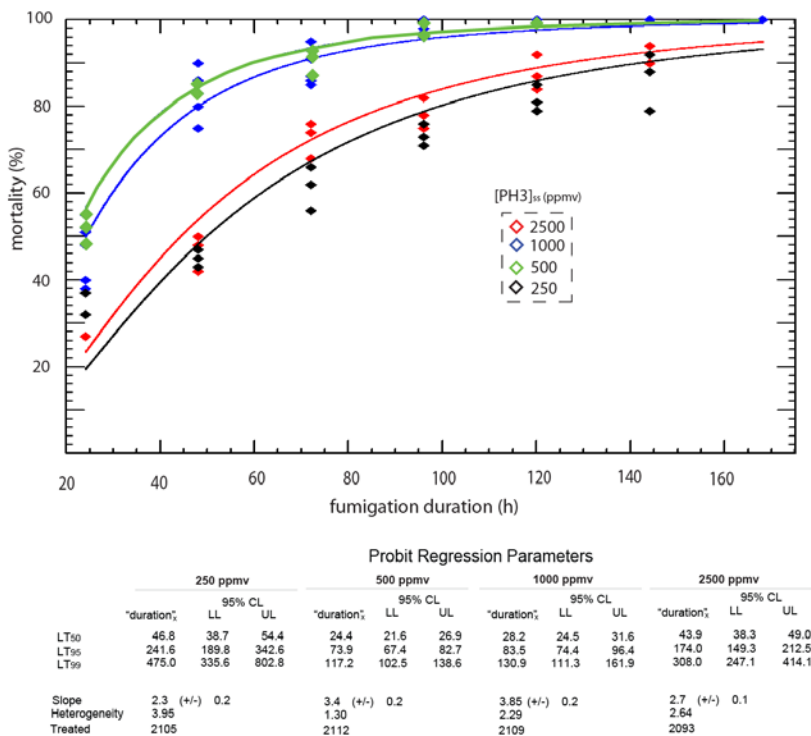 100
80
60
40
20
mortality (%)
[PH3]ss (ppmv)
2500
1000
500
250
20 40 60 80 100 120 140 160
fumigation duration (h)
Probit Regression Parameters
250 ppmv 500 ppmv 1000 ppmv 2500 ppmv
95% CL 95% CL 95% CL 95% CL
"duration"x LL UL "duration"x LL UL "duration"x LL UL "duration"x LL UL
LT50 46.8 38.7 54.4 24.4 21.6 26.9 28.2 24.5 31.6 43.9 38.3 49.0
LT95 241.6 189.8 342.6 73.9 67.4 82.7 83.5 74.4 96.4 174.0 149.3 212.5
LT99 475.0 335.6 802.8 117.2 102.5 138.6 130.9 111.3 161.9 308.0 247.1 414.1
Slope 2.3 (+/-) 0.2 3.4 (+/-) 0.2 3.85 (+/-) 0.2 2.7 (+/-) 0.1
Heterogeneity 3.95 1.30 2.29 2.64
Treated 2105 2112 2109 2093